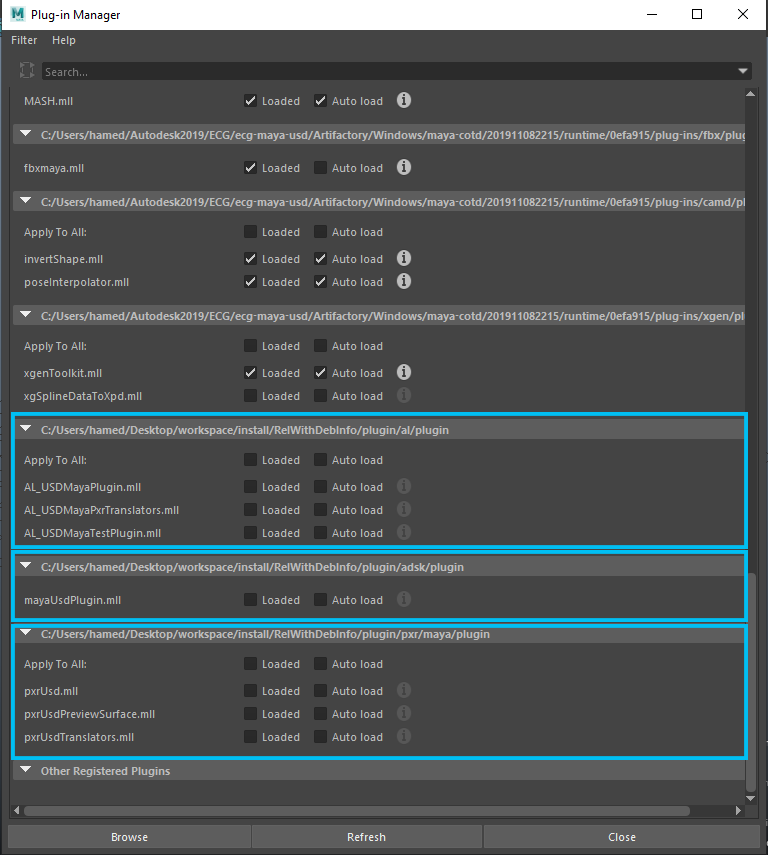 Plug-in Manager
Filter Help
Search...
MASH.mll Loaded Auto load
C:/Users/hamed/Autodesk2019/ECG/ecg-maya-usd/Artifactory/Windows/maya-cotd/201911082215/runtime/0efa915/plug-ins/fbx/plug
fbxmaya.mll Loaded Auto load
C:/Users/hamed/Autodesk2019/ECG/ecg-maya-usd/Artifactory/Windows/maya-cotd/201911082215/runtime/0efa915/plug-ins/camd/pl
Apply To All: Loaded Auto load
invertShape.mll Loaded Auto load
poseInterpolator.mll Loaded Auto load
C:/Users/hamed/Autodesk2019/ECG/ecg-maya-usd/Artifactory/Windows/maya-cotd/201911082215/runtime/0efa915/plug-ins/xgen/pl
Apply To All: Loaded Auto load
xgenToolkit.mll Loaded Auto load
xgSplineDataToXpd.mll Loaded Auto load
C:/Users/hamed/Desktop/workspace/install/RelWithDebInfo/plugin/al/plugin
Apply To All: Loaded Auto load
AL_USDMayaPlugin.mll Loaded Auto load
AL_USDMayaPxrTranslators.mll Loaded Auto load
AL_USDMayaTestPlugin.mll Loaded Auto load
C:/Users/hamed/Desktop/workspace/install/RelWithDebInfo/plugin/adsk/plugin
mayaUsdPlugin.mll Loaded Auto load
C:/Users/hamed/Desktop/workspace/install/RelWithDebInfo/plugin/pxr/maya/plugin
Apply To All: Loaded Auto load
pxrUsd.mll Loaded Auto load
pxrUsdPreviewSurface.mll Loaded Auto load
pxrUsdTranslators.mll Loaded Auto load
Other Registered Plugins
Browse Refresh Close